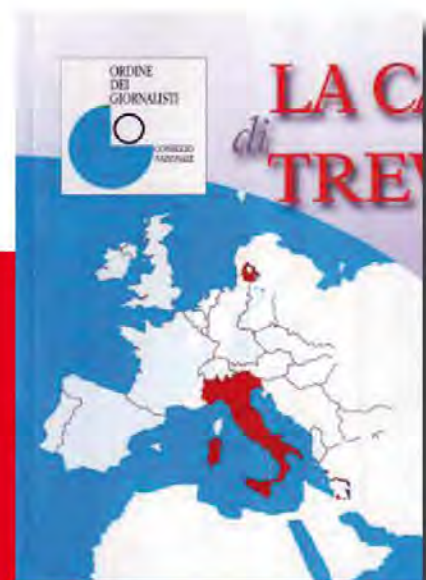 ORDINE
DEI
GIORNALISTI
CONSIGLIO
NAZIONALE
LA CA
di
TREV